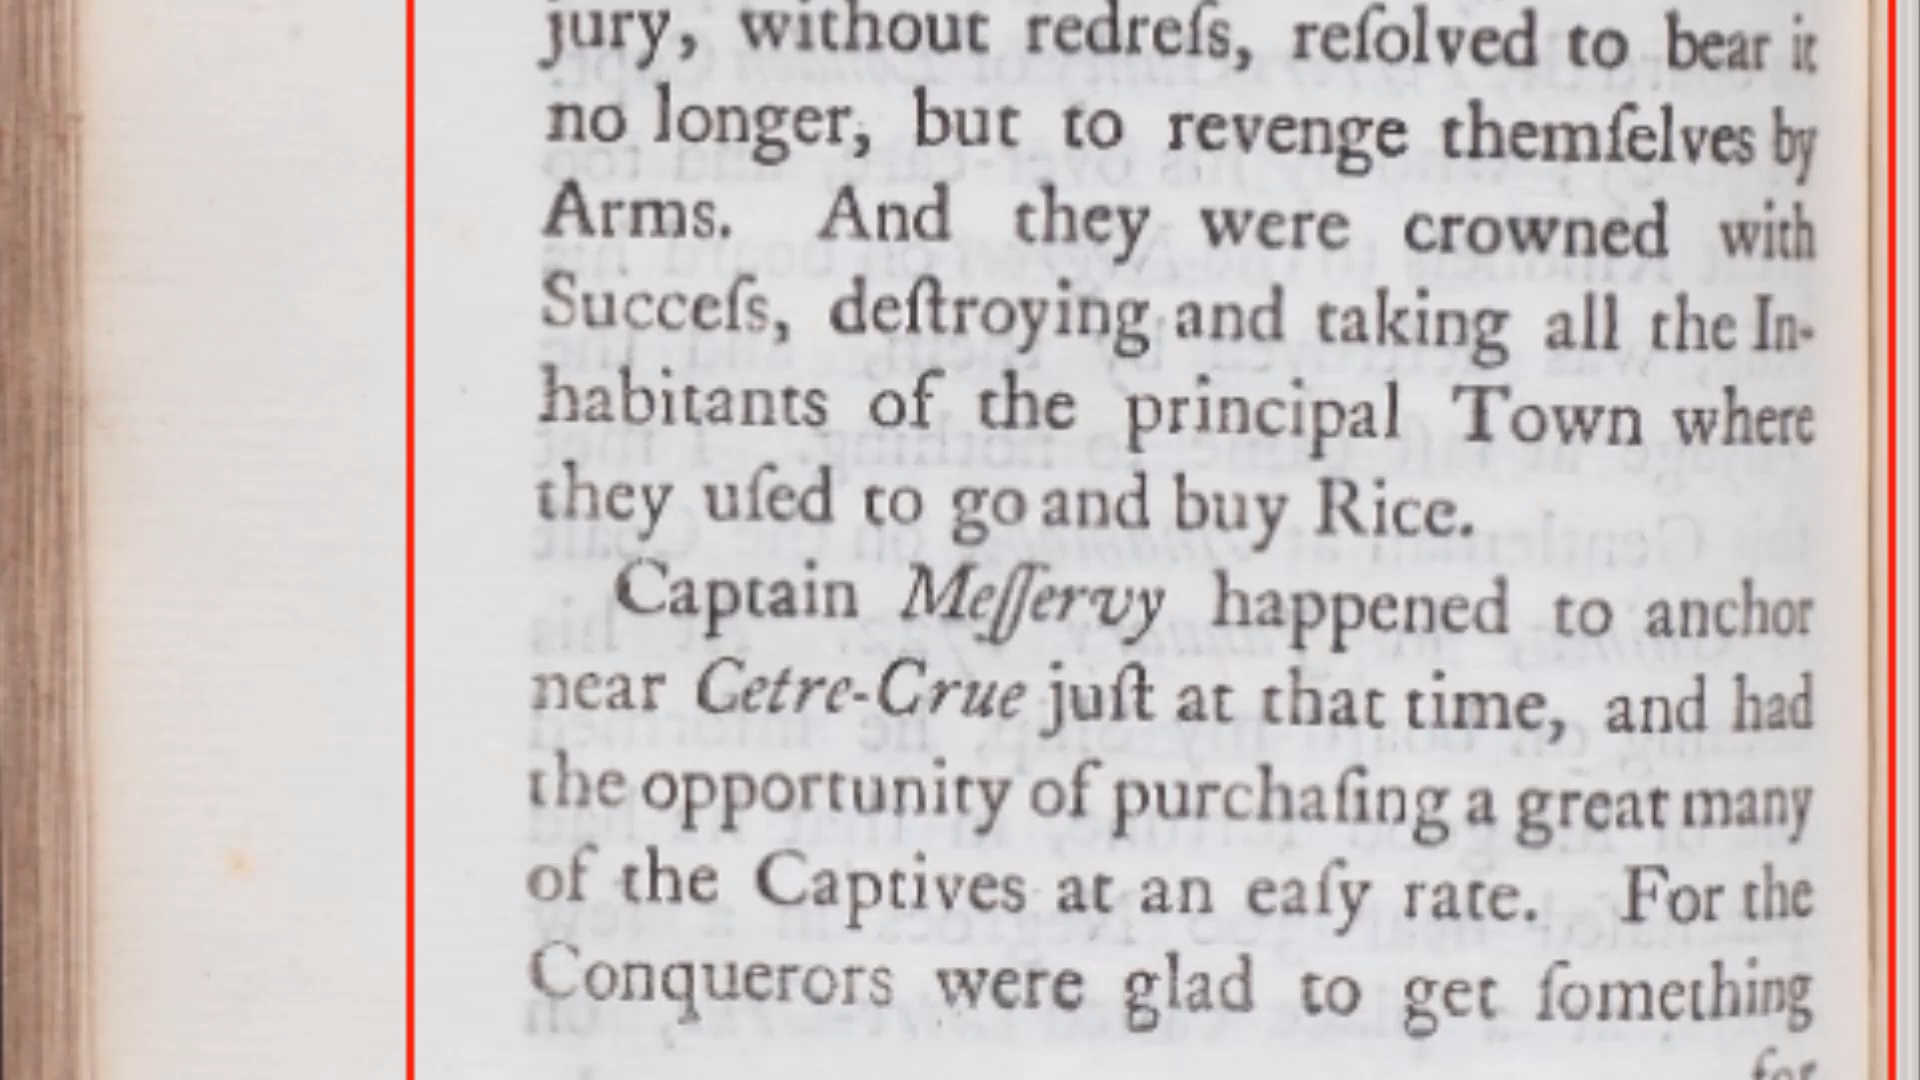 jury, without redreſs, reſolved to bear it
no longer, but to revenge themſelves by
Arms. And they were crowned with
Succeſs, deſtroying and taking all the In-
habitants of the principal Town where
they uſed to go and buy Rice.
Captain Meſſervy happened to anchor
near Cetre-Crue juſt at that time, and had
the opportunity of purchaſing a great many
of the Captives at an eaſy rate. For the
Conquerors were glad to get ſomething
for